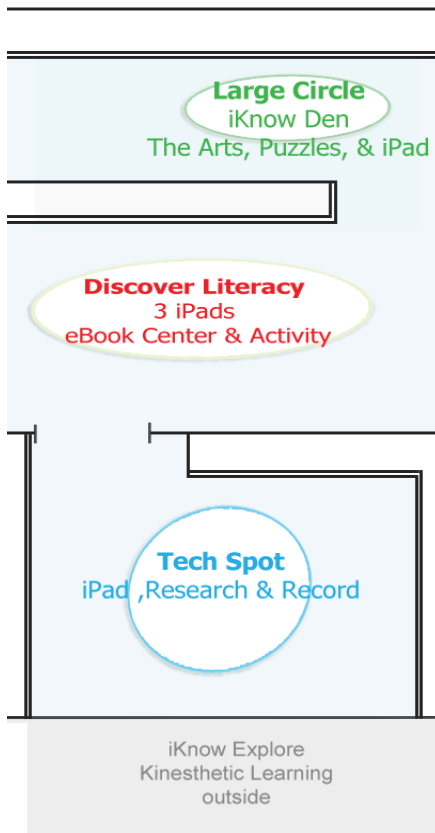 Large Circle
iKnow Den
The Arts, Puzzles, & iPad
Discover Literacy
3 iPads
eBook Center & Activity
Tech Spot
iPad ,Research & Record
iKnow Explore
Kinesthetic Learning
outside